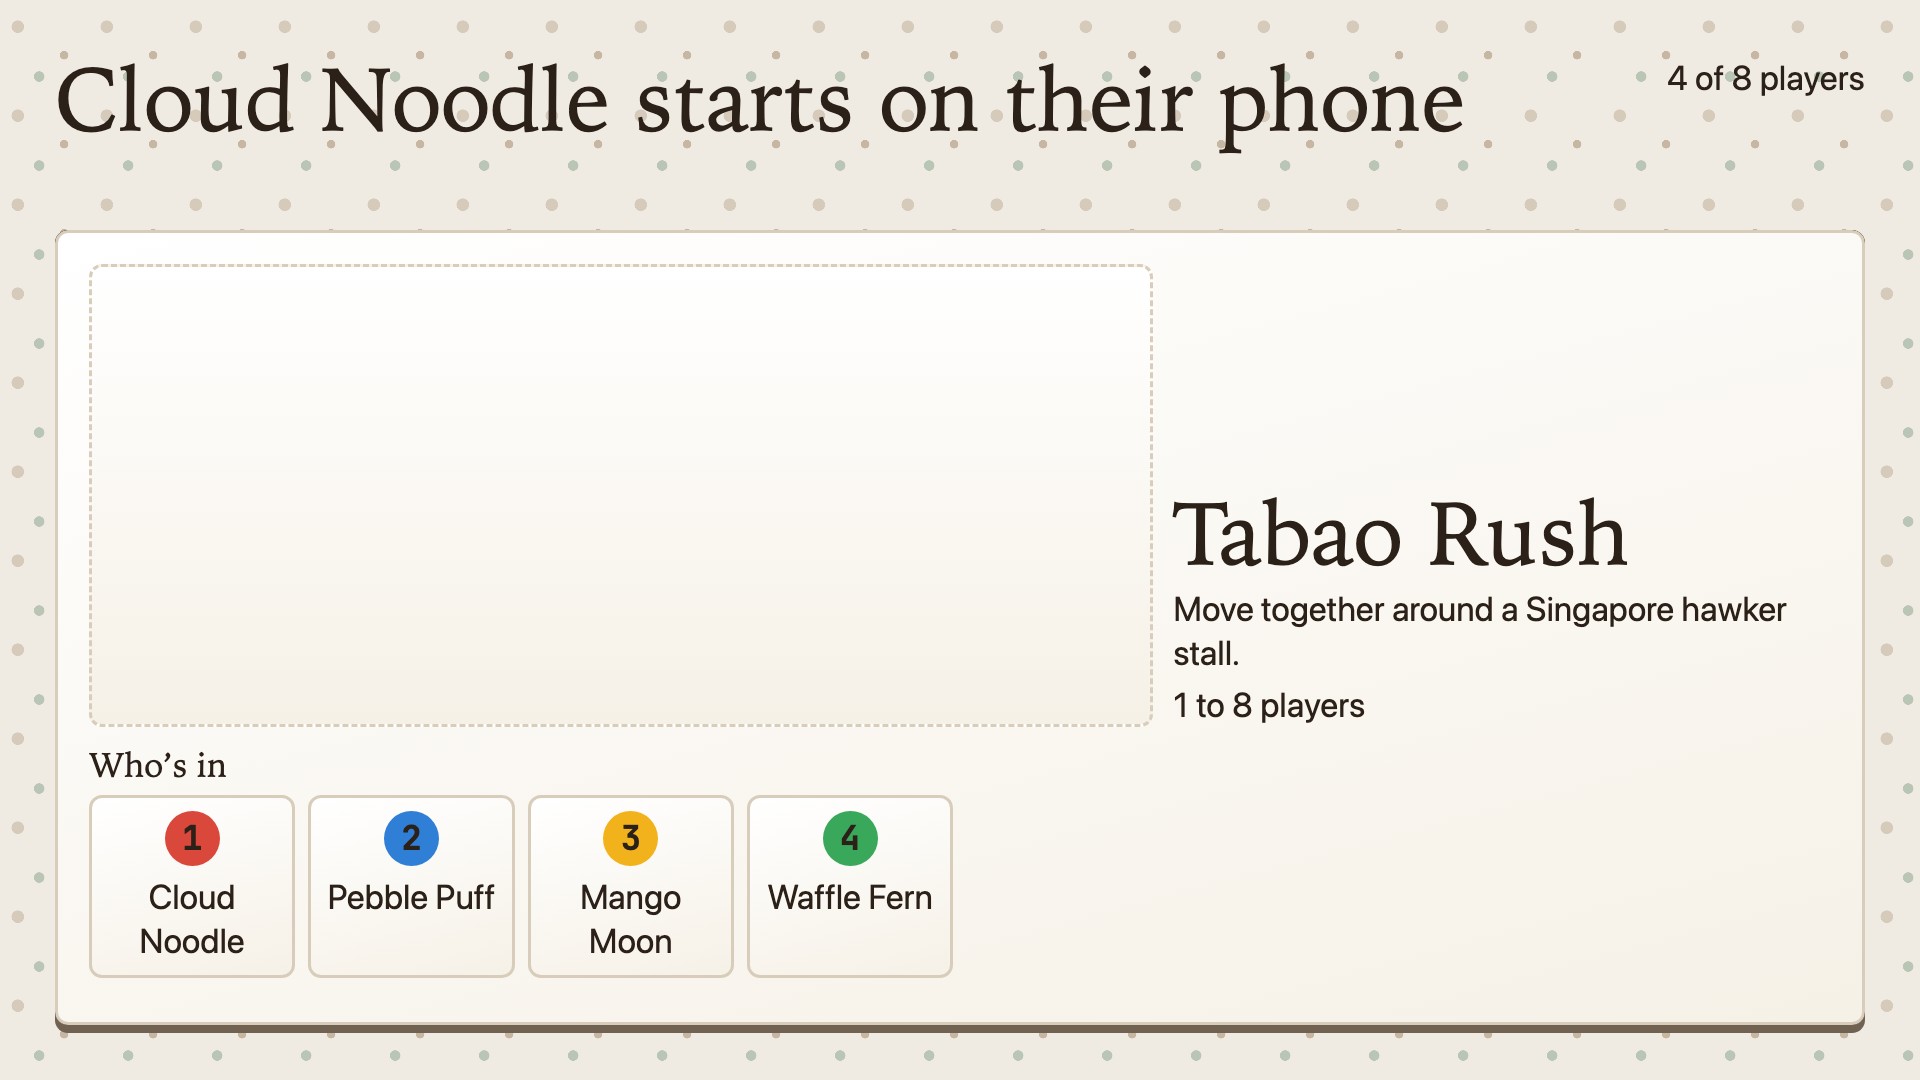 Cloud Noodle starts on their phone
4 of 8 players
Tabao Rush
Move together around a Singapore hawker
stall.
1 to 8 players
Who’s in
1
Cloud
Noodle
2
Pebble Puff
3
Mango
Moon
4
Waffle Fern